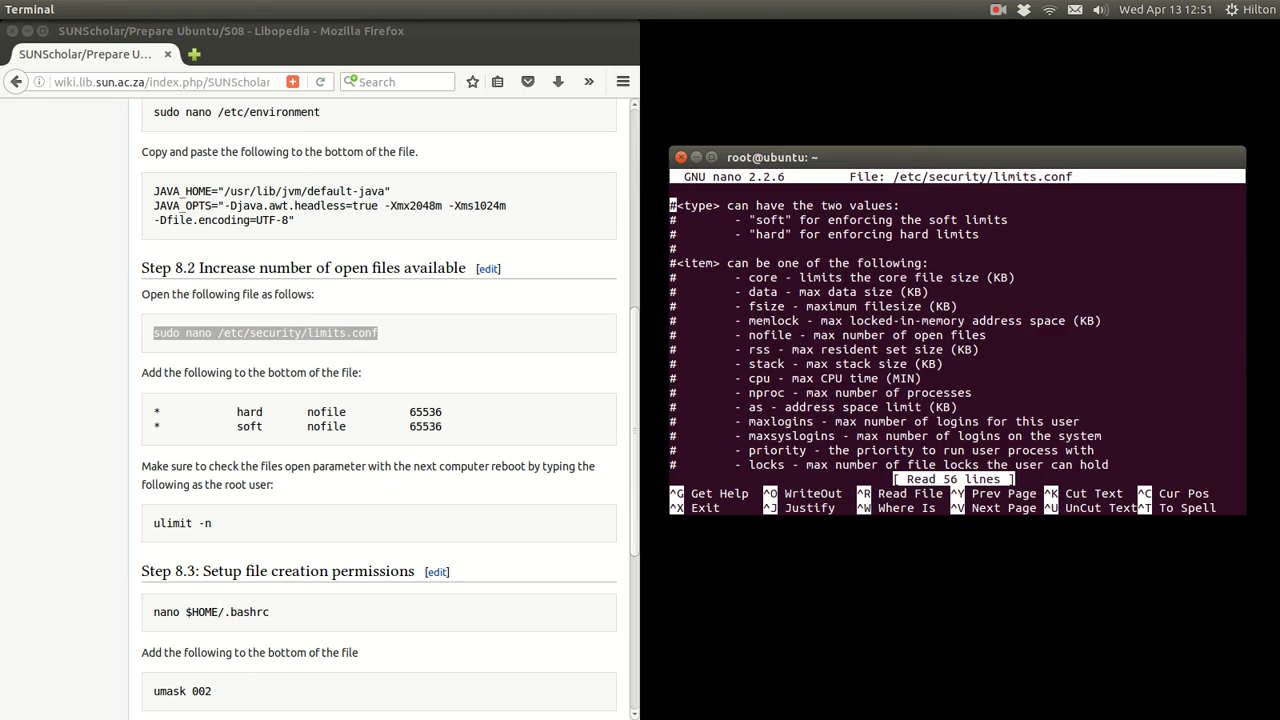 Terminal
Wed Apr 13 12:51
Hilton
SUNScholar/Prepare Ubuntu/S08 - Libopedia - Mozilla Firefox
SUNScholar/Prepare U...
wiki.lib.sun.ac.za/index.php/SUNScholar
Search
sudo nano /etc/environment
Copy and paste the following to the bottom of the file.
JAVA_HOME="/usr/lib/jvm/default-java"
JAVA_OPTS="-Djava.awt.headless=true -Xmx2048m -Xms1024m
-Dfile.encoding=UTF-8"
Step 8.2 Increase number of open files available [edit]
Open the following file as follows:
sudo nano /etc/security/limits.conf
Add the following to the bottom of the file:
* hard nofile 65536
* soft nofile 65536
Make sure to check the files open parameter with the next computer reboot by typing the
following as the root user:
ulimit -n
Step 8.3: Setup file creation permissions [edit]
nano $HOME/.bashrc
Add the following to the bottom of the file
umask 002
root@ubuntu: ~
GNU nano 2.2.6 File: /etc/security/limits.conf
#<type> can have the two values:
# - "soft" for enforcing the soft limits
# - "hard" for enforcing hard limits
#
#<item> can be one of the following:
# - core - limits the core file size (KB)
# - data - max data size (KB)
# - fsize - maximum filesize (KB)
# - memlock - max locked-in-memory address space (KB)
# - nofile - max number of open files
# - rss - max resident set size (KB)
# - stack - max stack size (KB)
# - cpu - max CPU time (MIN)
# - nproc - max number of processes
# - as - address space limit (KB)
# - maxlogins - max number of logins for this user
# - maxsyslogins - max number of logins on the system
# - priority - the priority to run user process with
# - locks - max number of file locks the user can hold
[ Read 56 lines ]
^G Get Help ^O WriteOut ^R Read File ^Y Prev Page ^K Cut Text ^C Cur Pos
^X Exit ^J Justify ^W Where Is ^V Next Page ^U UnCut Text ^T To Spell